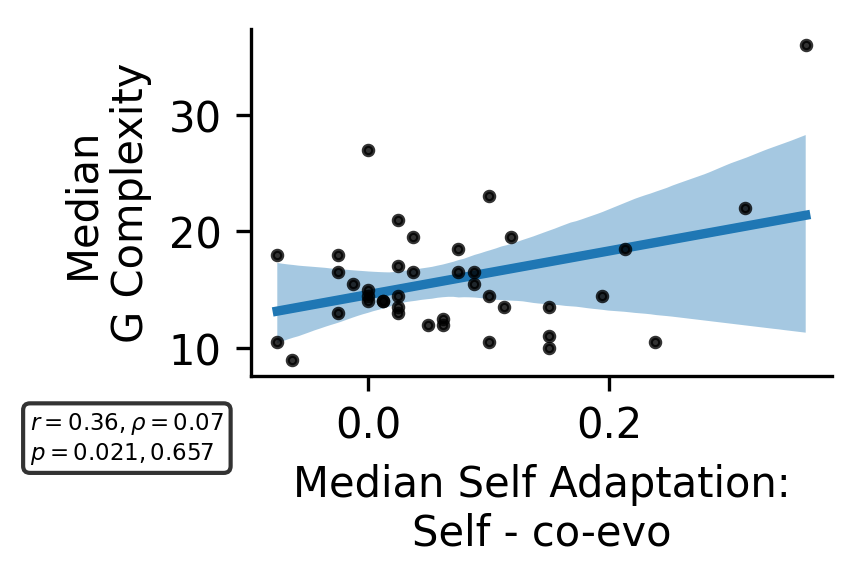 Median
G Complexity
30
20
10
0.0 0.2
r = 0.36, ρ = 0.07
p = 0.021, 0.657
Median Self Adaptation:
Self - co-evo